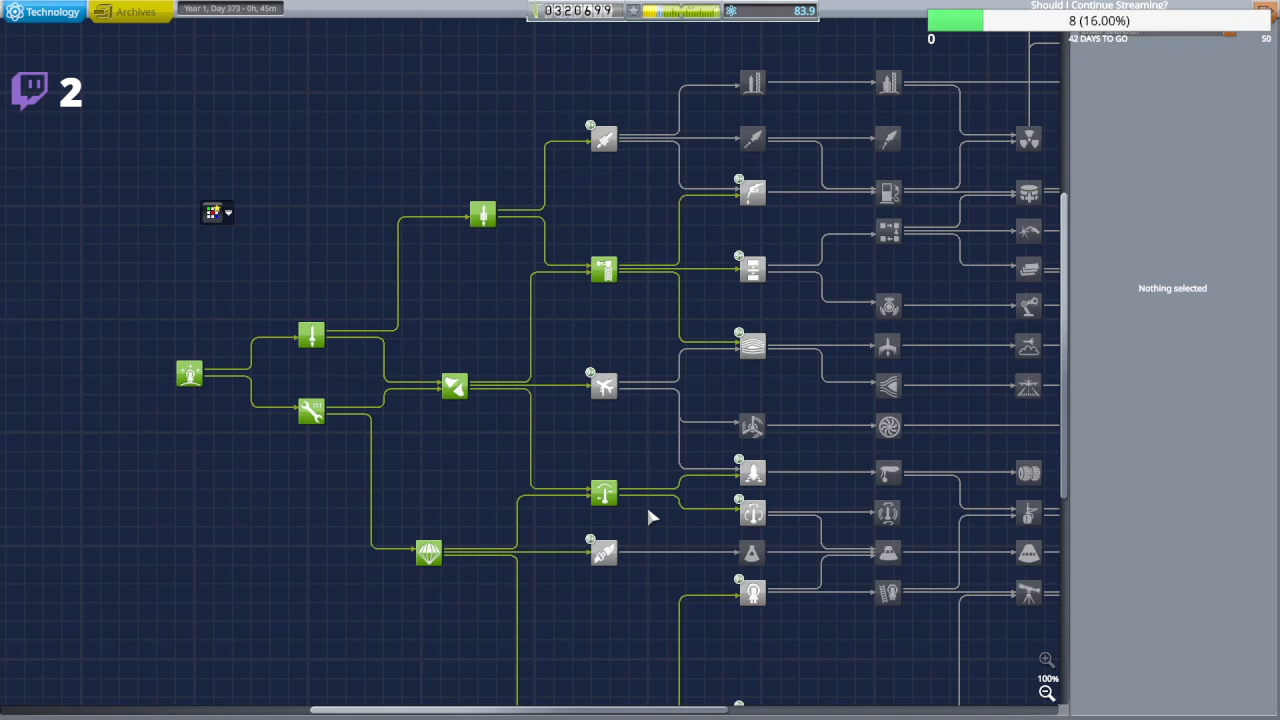 Technology
Archives
Year 1, Day 373 - 0h, 45m
0320699
83.9
Should I Continue Streaming?
8 (16.00%)
0
42 DAYS TO GO
50
2
Nothing selected
100%